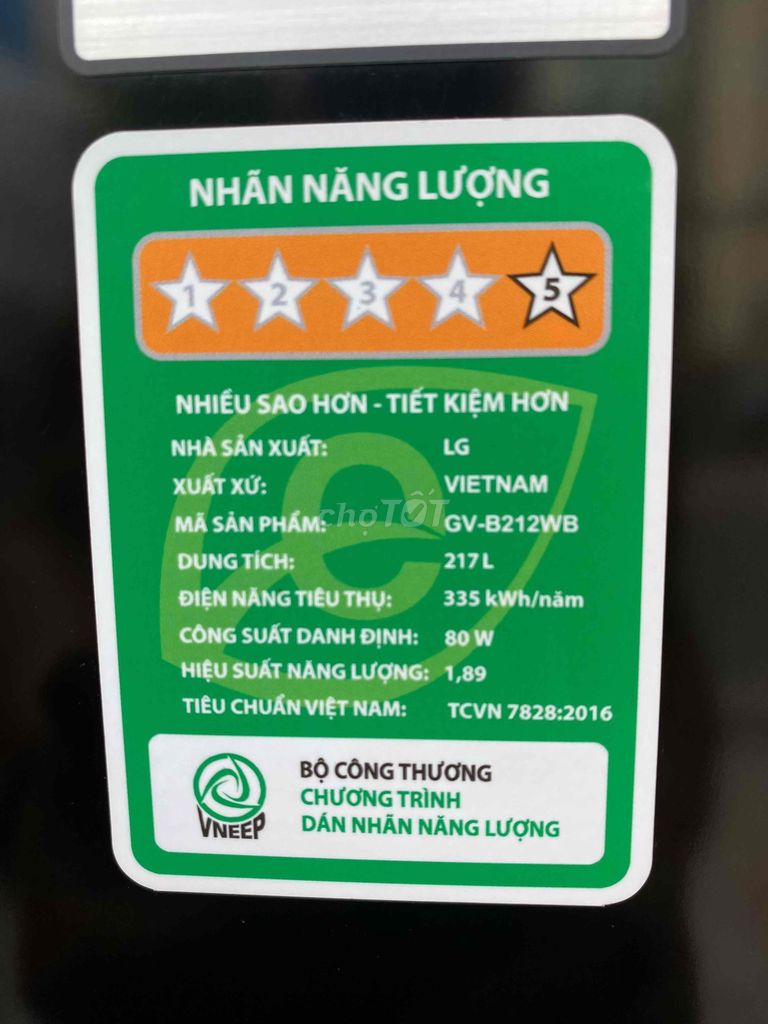 NHÃN NĂNG LƯỢNG
1 2 3 4 5
NHIỀU SAO HƠN - TIẾT KIỆM HƠN
NHÀ SẢN XUẤT: LG
XUẤT XỨ: VIETNAM
chợTỐT
MÃ SẢN PHẨM: GV-B212WB
DUNG TÍCH: 217 L
ĐIỆN NĂNG TIÊU THỤ: 335 kWh/năm
CÔNG SUẤT DANH ĐỊNH: 80 W
HIỆU SUẤT NĂNG LƯỢNG: 1,89
TIÊU CHUẨN VIỆT NAM: TCVN 7828:2016
BỘ CÔNG THƯƠNG
CHƯƠNG TRÌNH
DÁN NHÃN NĂNG LƯỢNG
VNEEP